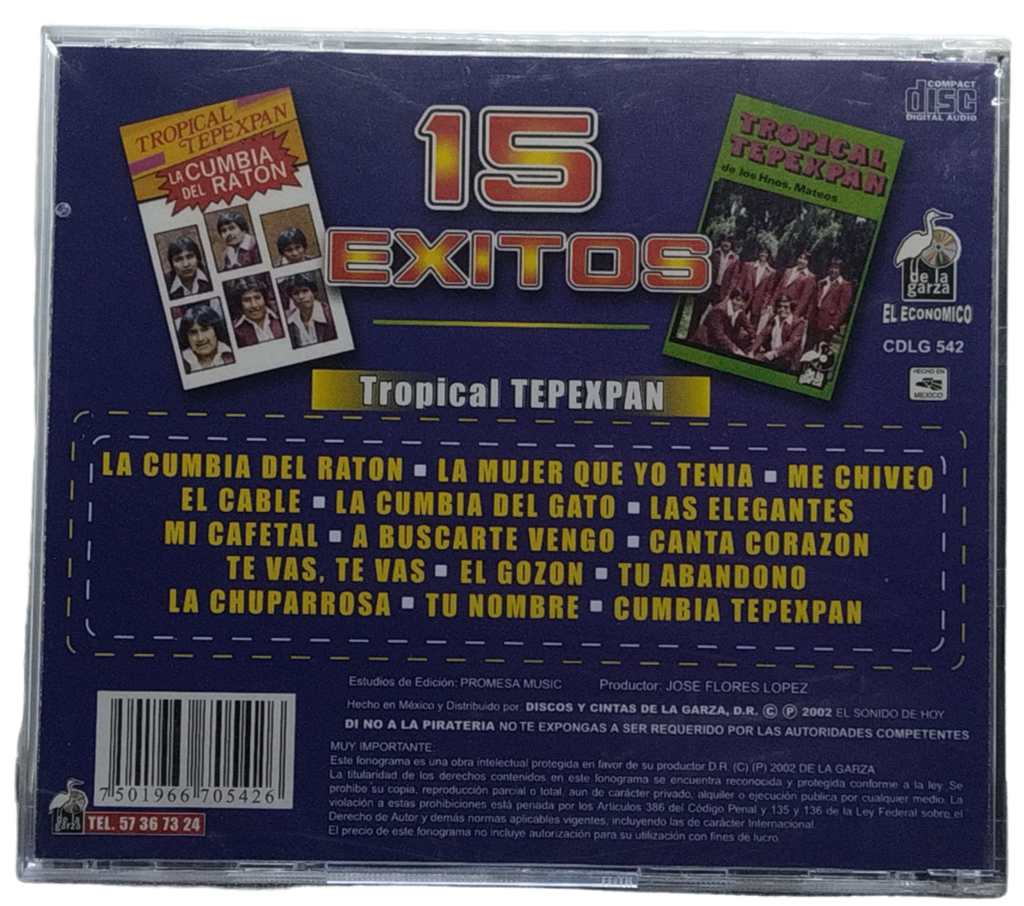 COMPACT
disc
DIGITAL AUDIO
TROPICAL
TEPEXPAN
LA CUMBIA
DEL RATON
15
EXITOS
TROPICAL
TEPEXPAN
de los Hnos. Mateos
de la
garza
EL ECONOMICO
CDLG 542
HECHO EN
MEXICO
Tropical TEPEXPAN
LA CUMBIA DEL RATON ▪ LA MUJER QUE YO TENIA ▪ ME CHIVEO
EL CABLE ▪ LA CUMBIA DEL GATO ▪ LAS ELEGANTES
MI CAFETAL ▪ A BUSCARTE VENGO ▪ CANTA CORAZON
TE VAS, TE VAS ▪ EL GOZON ▪ TU ABANDONO
LA CHUPARROSA ▪ TU NOMBRE ▪ CUMBIA TEPEXPAN
Estudios de Edición: PROMESA MUSIC Productor: JOSE FLORES LOPEZ
Hecho en México y Distribuido por: DISCOS Y CINTAS DE LA GARZA, D.R. Ⓒ Ⓟ 2002 EL SONIDO DE HOY
DI NO A LA PIRATERIA NO TE EXPONGAS A SER REQUERIDO POR LAS AUTORIDADES COMPETENTES
MUY IMPORTANTE:
Este fonograma es una obra intelectual protegida en favor de su productor D.R. (C) (P) 2002 DE LA GARZA
La titularidad de los derechos contenidos en este fonograma se encuentra reconocida y protegida conforme a la ley. Se
prohibe su copia, reproducción parcial o total, aun de carácter privado, alquiler o ejecución publica por cualquier medio. La
violación a estas prohibiciones está penada por los Articulos 386 del Código Penal y 135 y 136 de la Ley Federal sobre el
Derecho de Autor y demás normas aplicables vigentes, incluyendo las de carácter Internacional.
El precio de este fonograma no incluye autorización para su utilización con fines de lucro.
7 501966 705426
de la
garza
TEL. 57 36 73 24